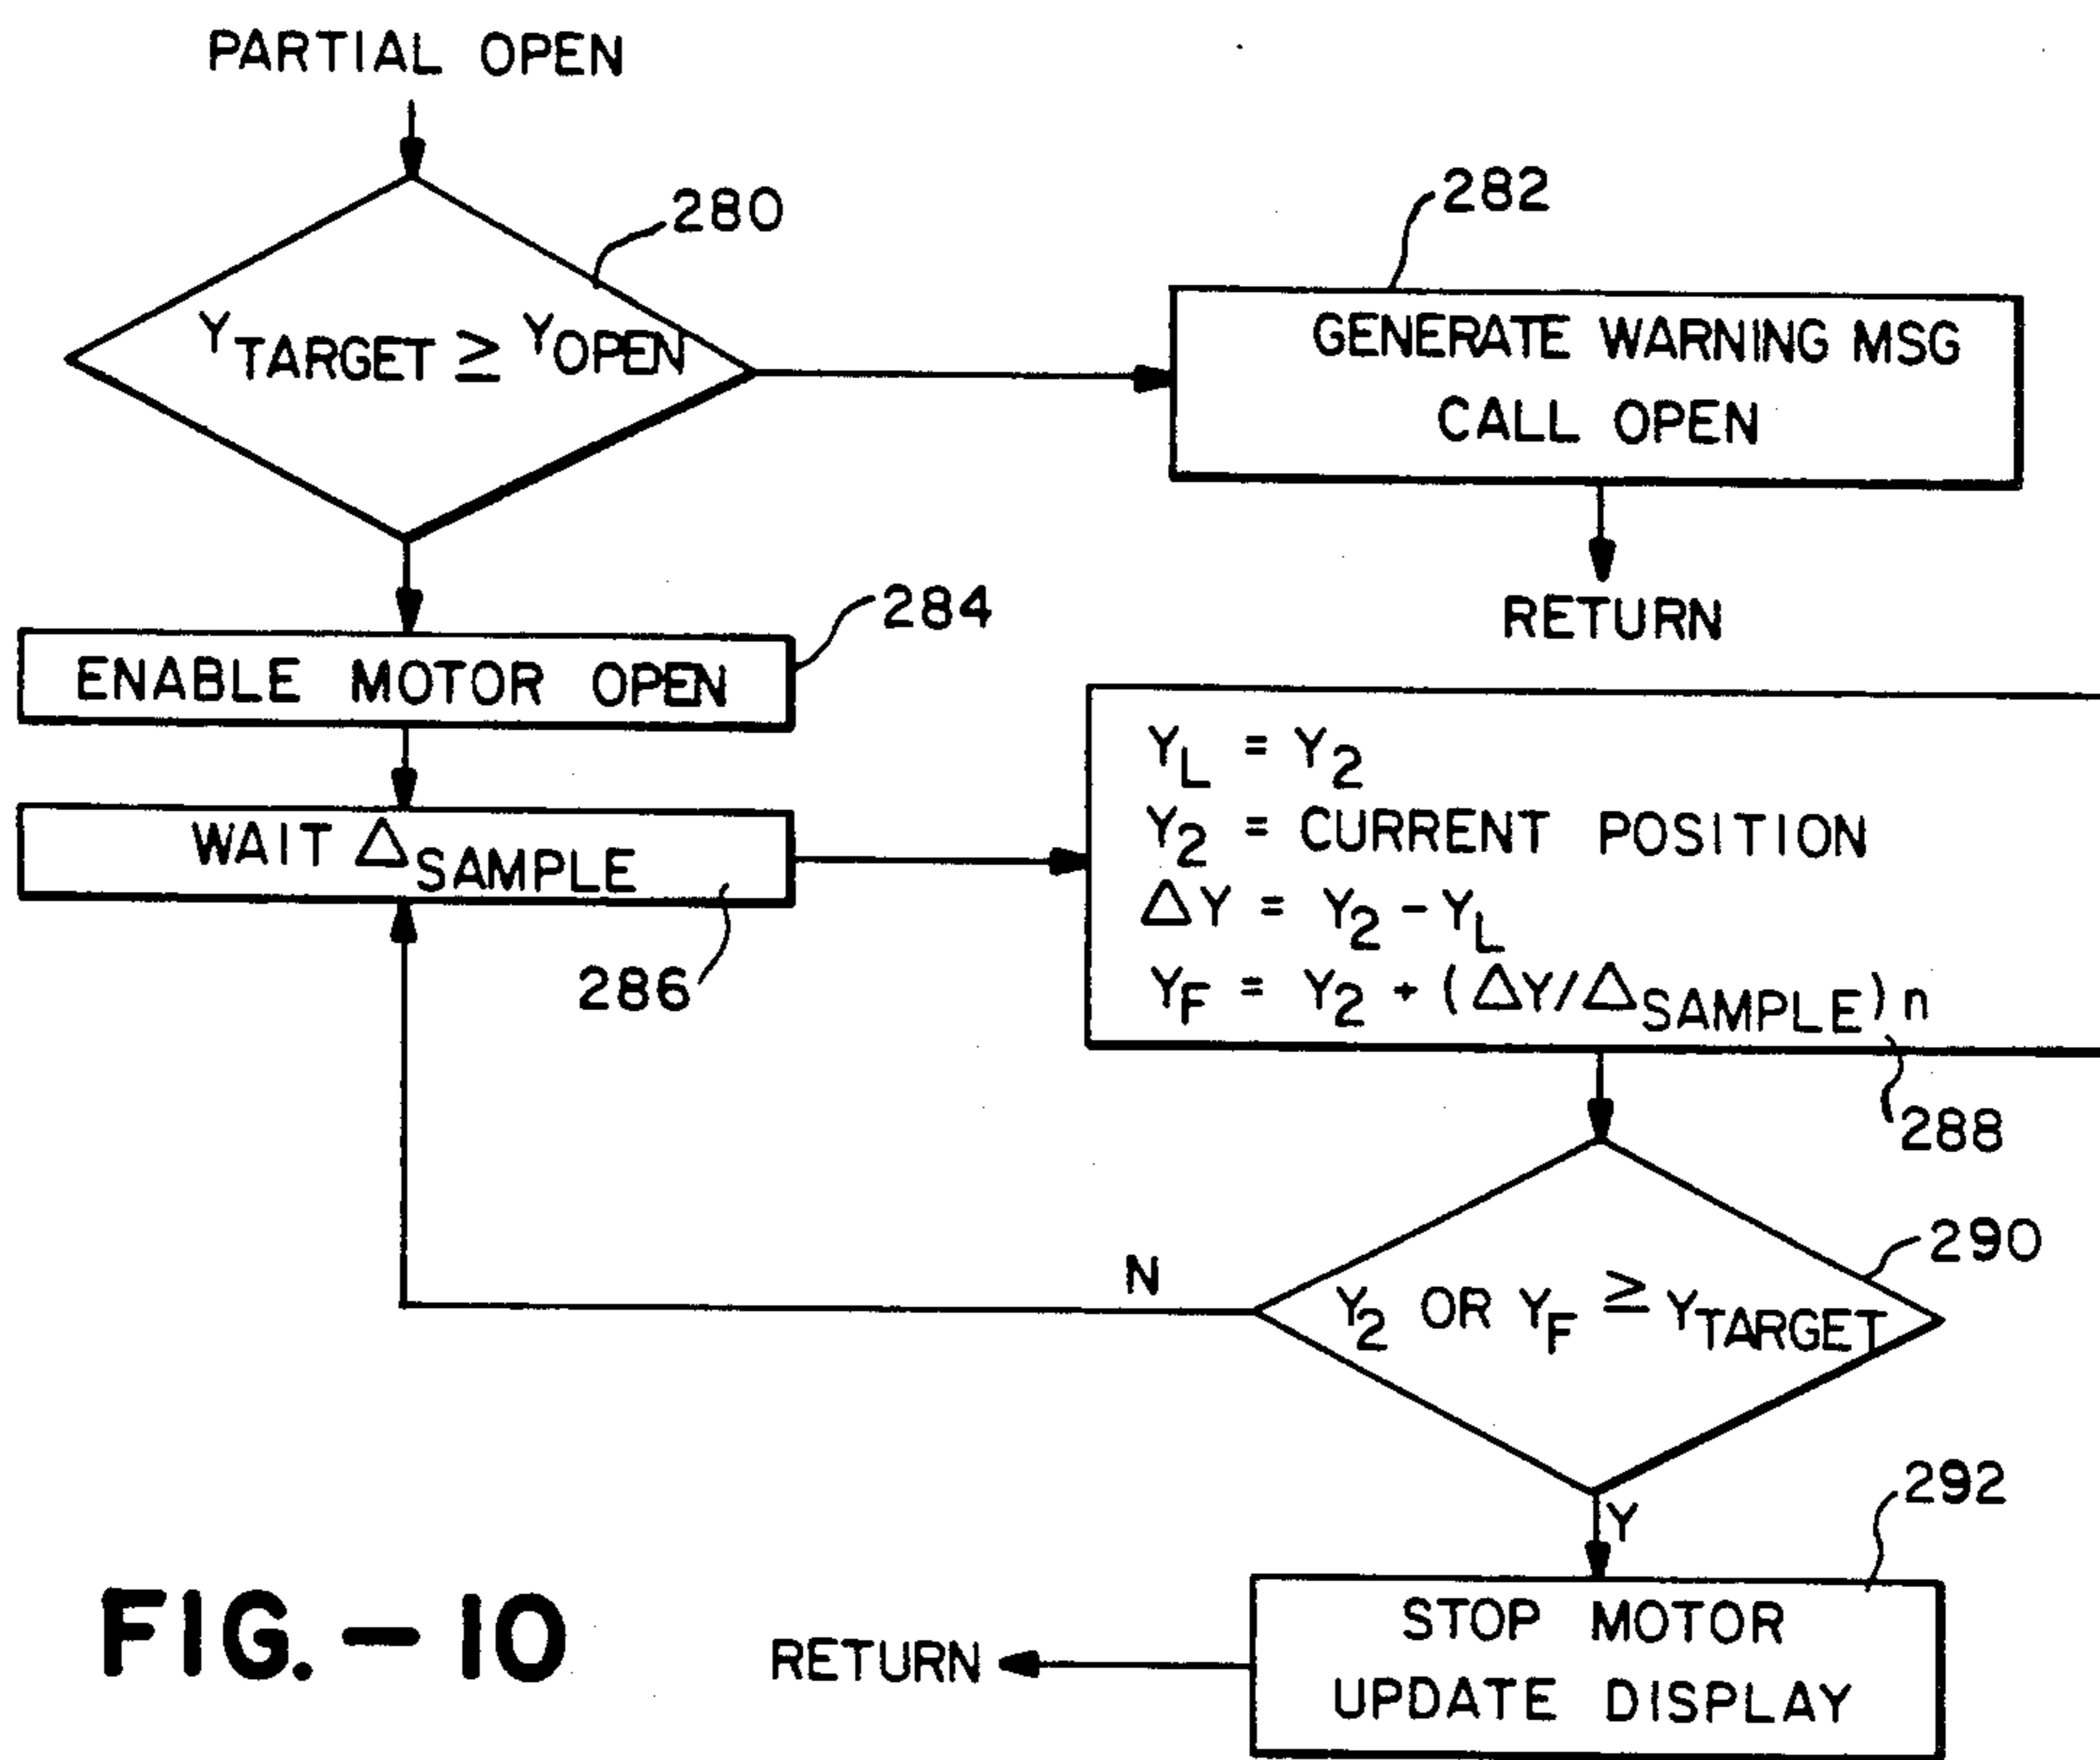 PARTIAL OPEN
280
Y TARGET ≥ Y OPEN
282
GENERATE WARNING MSG
CALL OPEN
RETURN
284
ENABLE MOTOR OPEN
WAIT Δ SAMPLE
286
Y L = Y 2
Y 2 = CURRENT POSITION
ΔY = Y 2 - Y L
Y F = Y 2 + (ΔY/Δ SAMPLE) n
288
290
N
Y 2 OR Y F ≥ Y TARGET
Y
292
STOP MOTOR
UPDATE DISPLAY
RETURN
FIG.-10